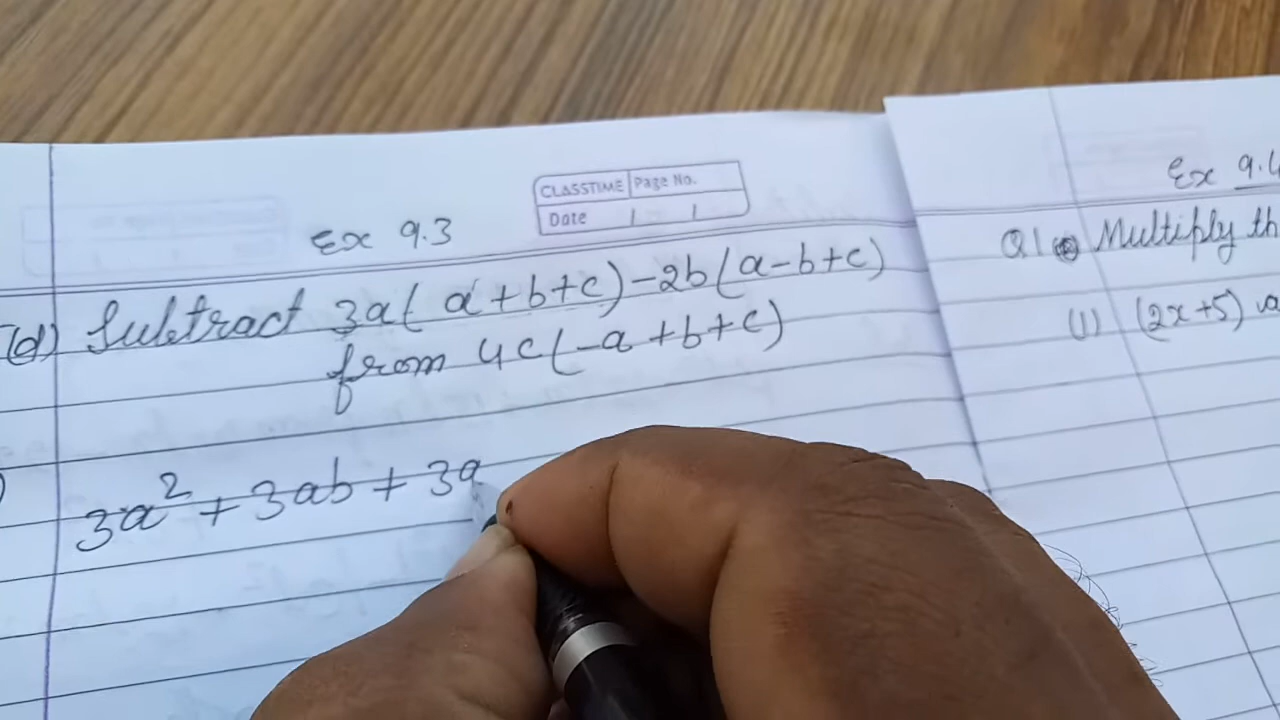 CLASSTIME Page No.
Date / /
Ex 9.3
(d) Subtract 3a(a+b+c)-2b(a-b+c)
from 4c(-a+b+c)
3a² + 3ab + 3a
Ex 9.4
Q1 Multiply th
(1) (2x+5)